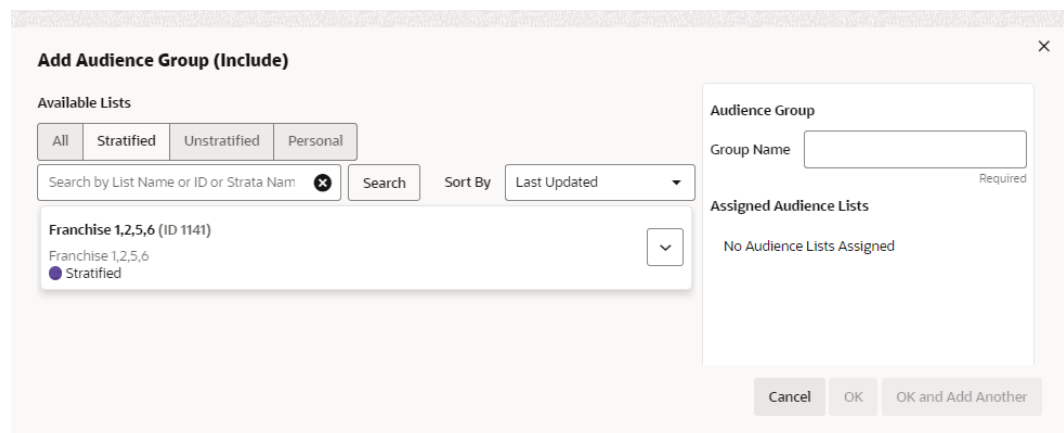 Add Audience Group (Include)
Available Lists
All Stratified Unstratified Personal
Search by List Name or ID or Strata Nam Search Sort By Last Updated
Franchise 1,2,5,6 (ID 1141)
Franchise 1,2,5,6
Stratified
Audience Group
Group Name
Required
Assigned Audience Lists
No Audience Lists Assigned
Cancel OK OK and Add Another